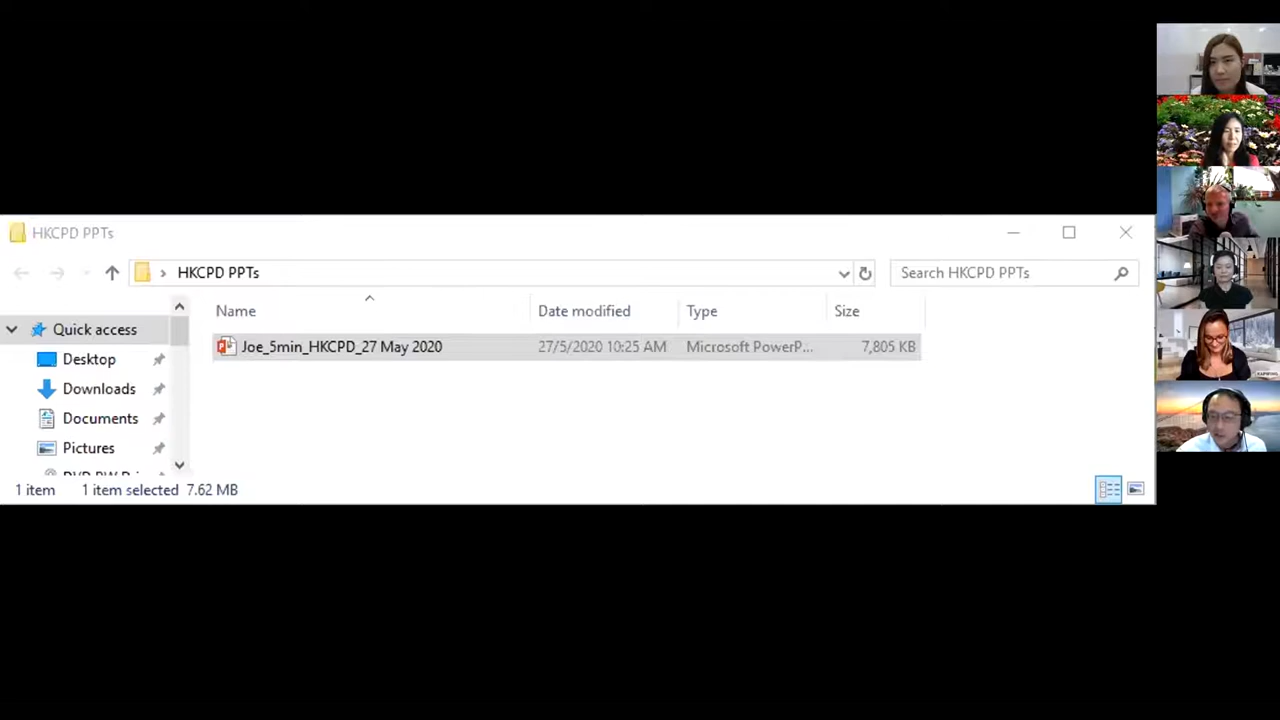 HKCPD PPTs
HKCPD PPTs
Search HKCPD PPTs
Name Date modified Type Size
Quick access
Joe_5min_HKCPD_27 May 2020 27/5/2020 10:25 AM Microsoft PowerP... 7,805 KB
Desktop
Downloads
Documents
Pictures
1 item 1 item selected 7.62 MB